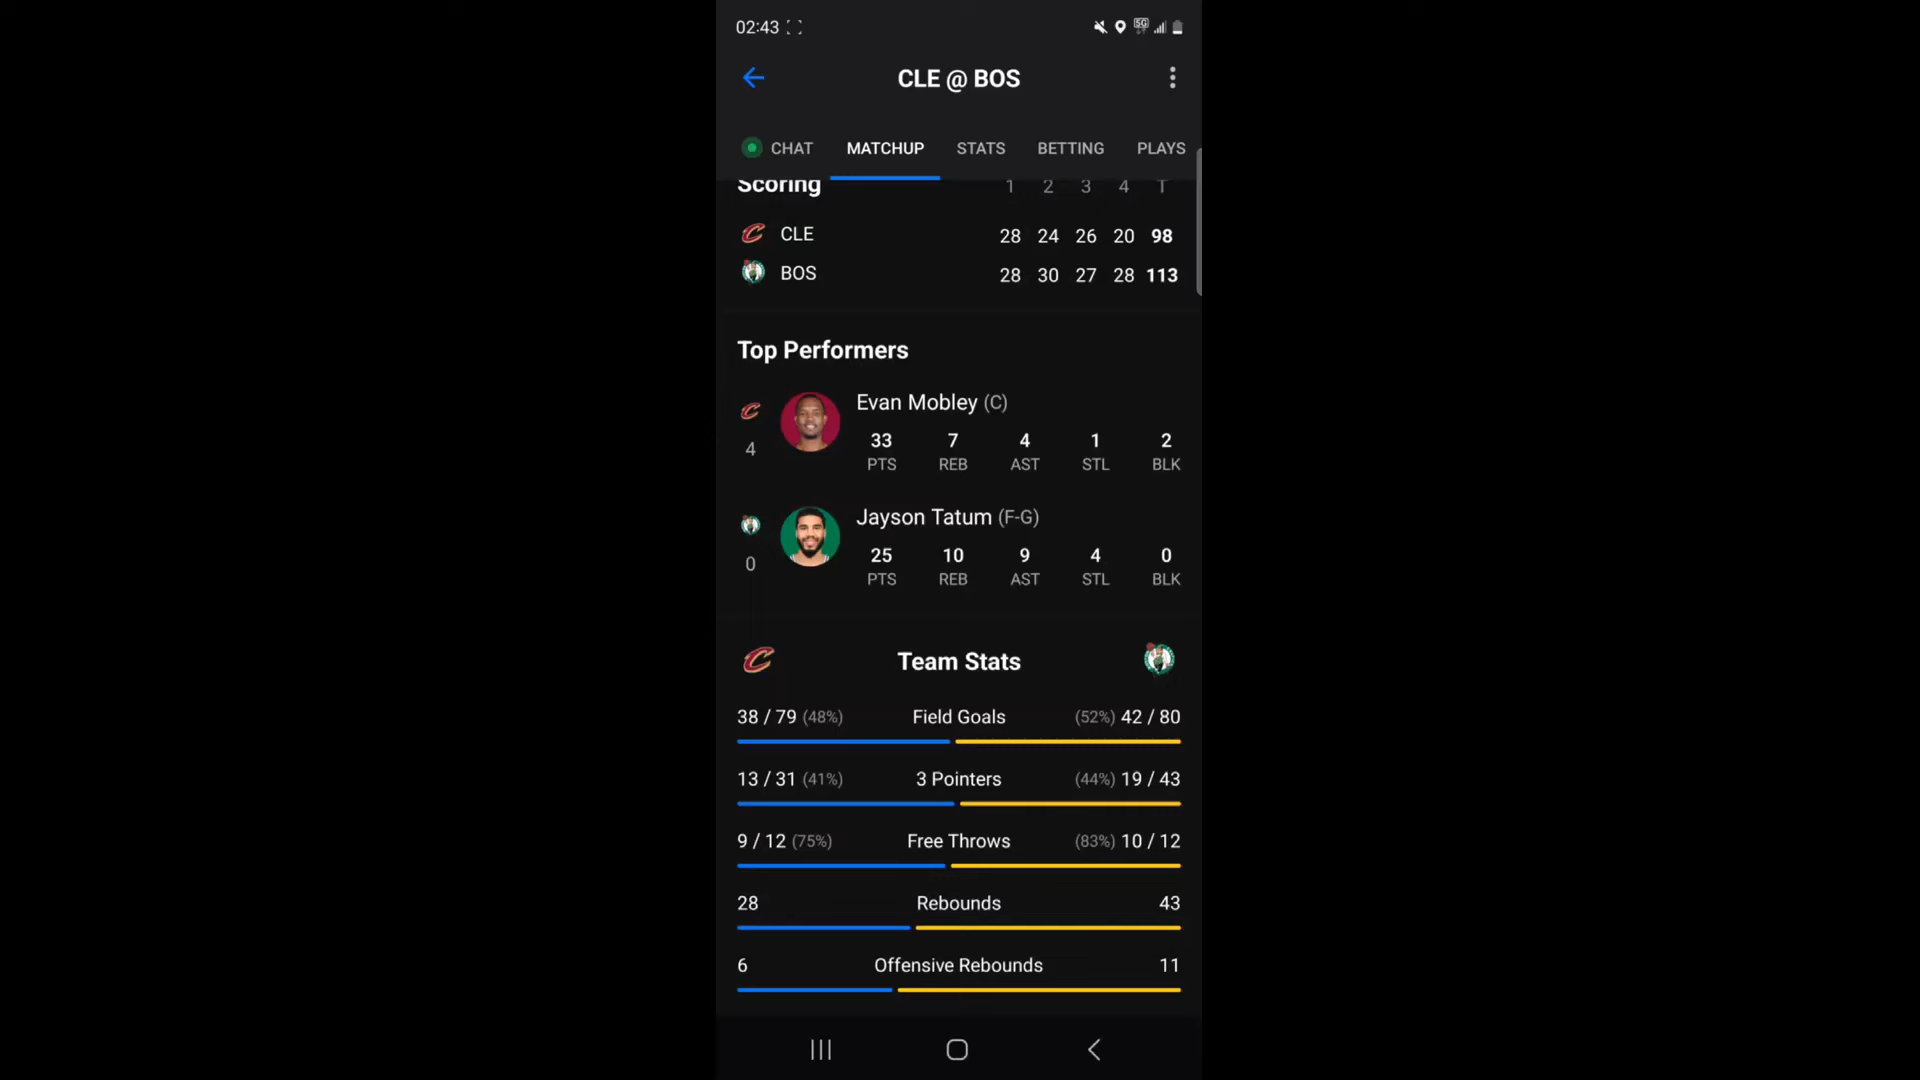 02:43
5G
CLE @ BOS
CHAT MATCHUP STATS BETTING PLAYS
Scoring 1 2 3 4 T
CLE 28 24 26 20 98
BOS 28 30 27 28 113
Top Performers
Evan Mobley (C)
4
33 7 4 1 2
PTS REB AST STL BLK
Jayson Tatum (F-G)
0
25 10 9 4 0
PTS REB AST STL BLK
Team Stats
38 / 79 (48%) Field Goals (52%) 42 / 80
13 / 31 (41%) 3 Pointers (44%) 19 / 43
9 / 12 (75%) Free Throws (83%) 10 / 12
28 Rebounds 43
6 Offensive Rebounds 11